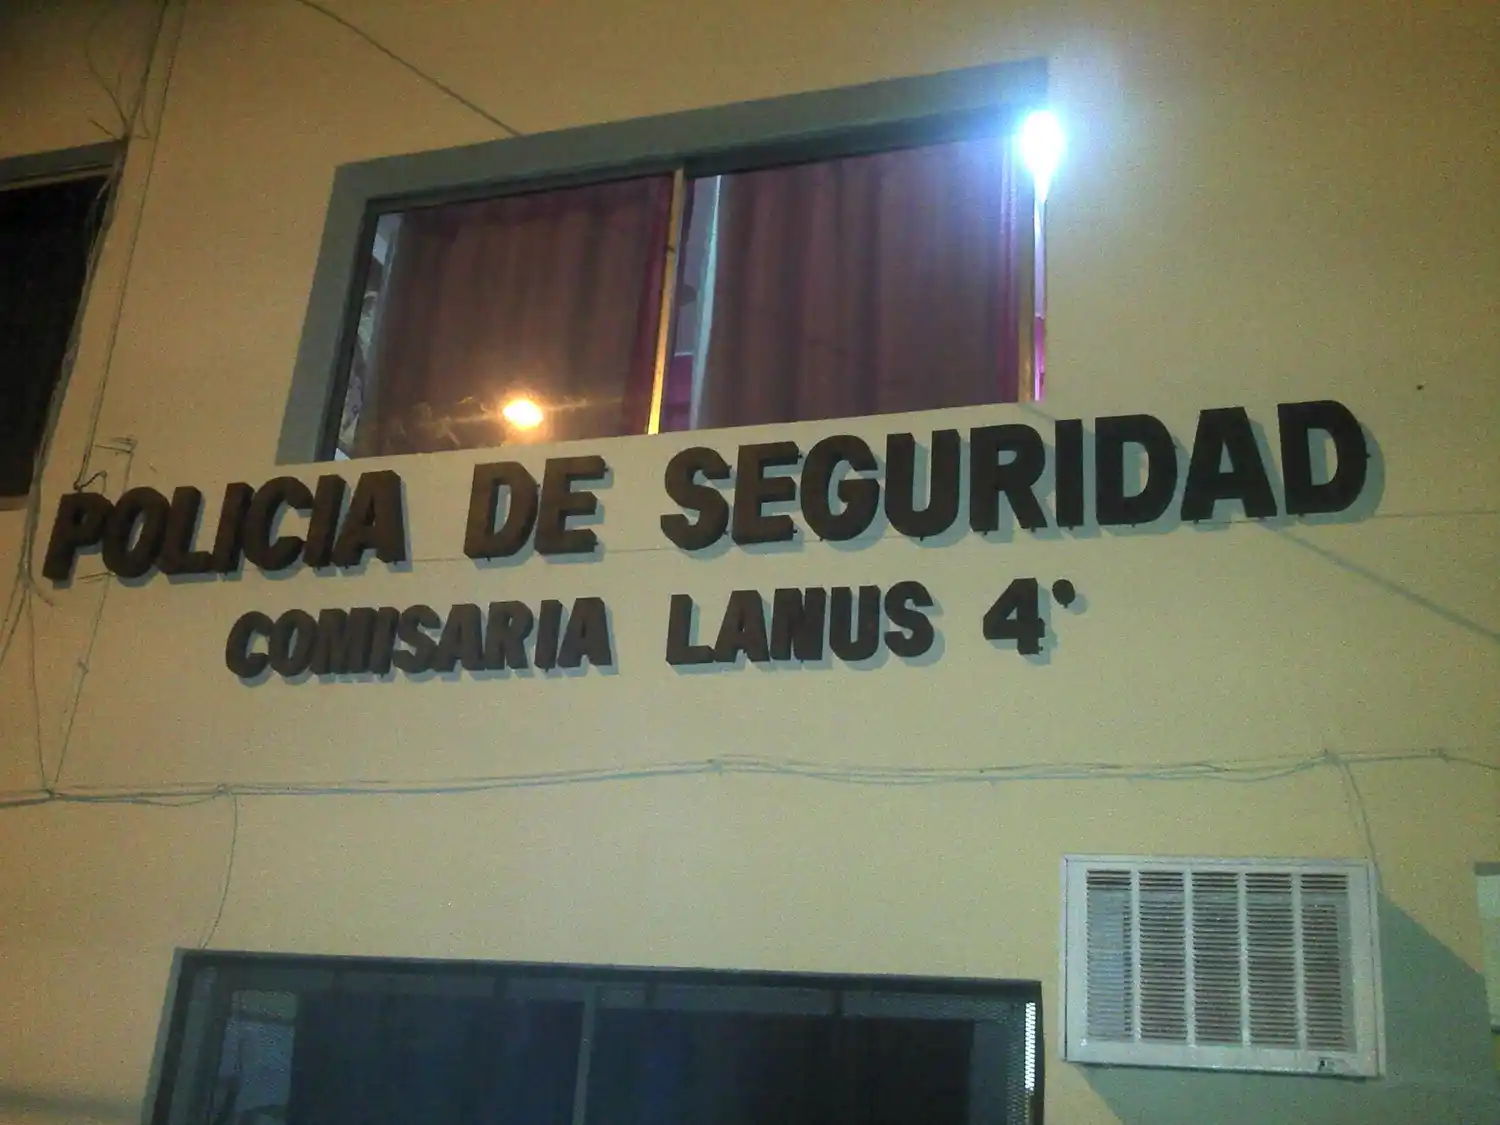 POLICIA DE SEGURIDAD
COMISARIA LANUS 4°